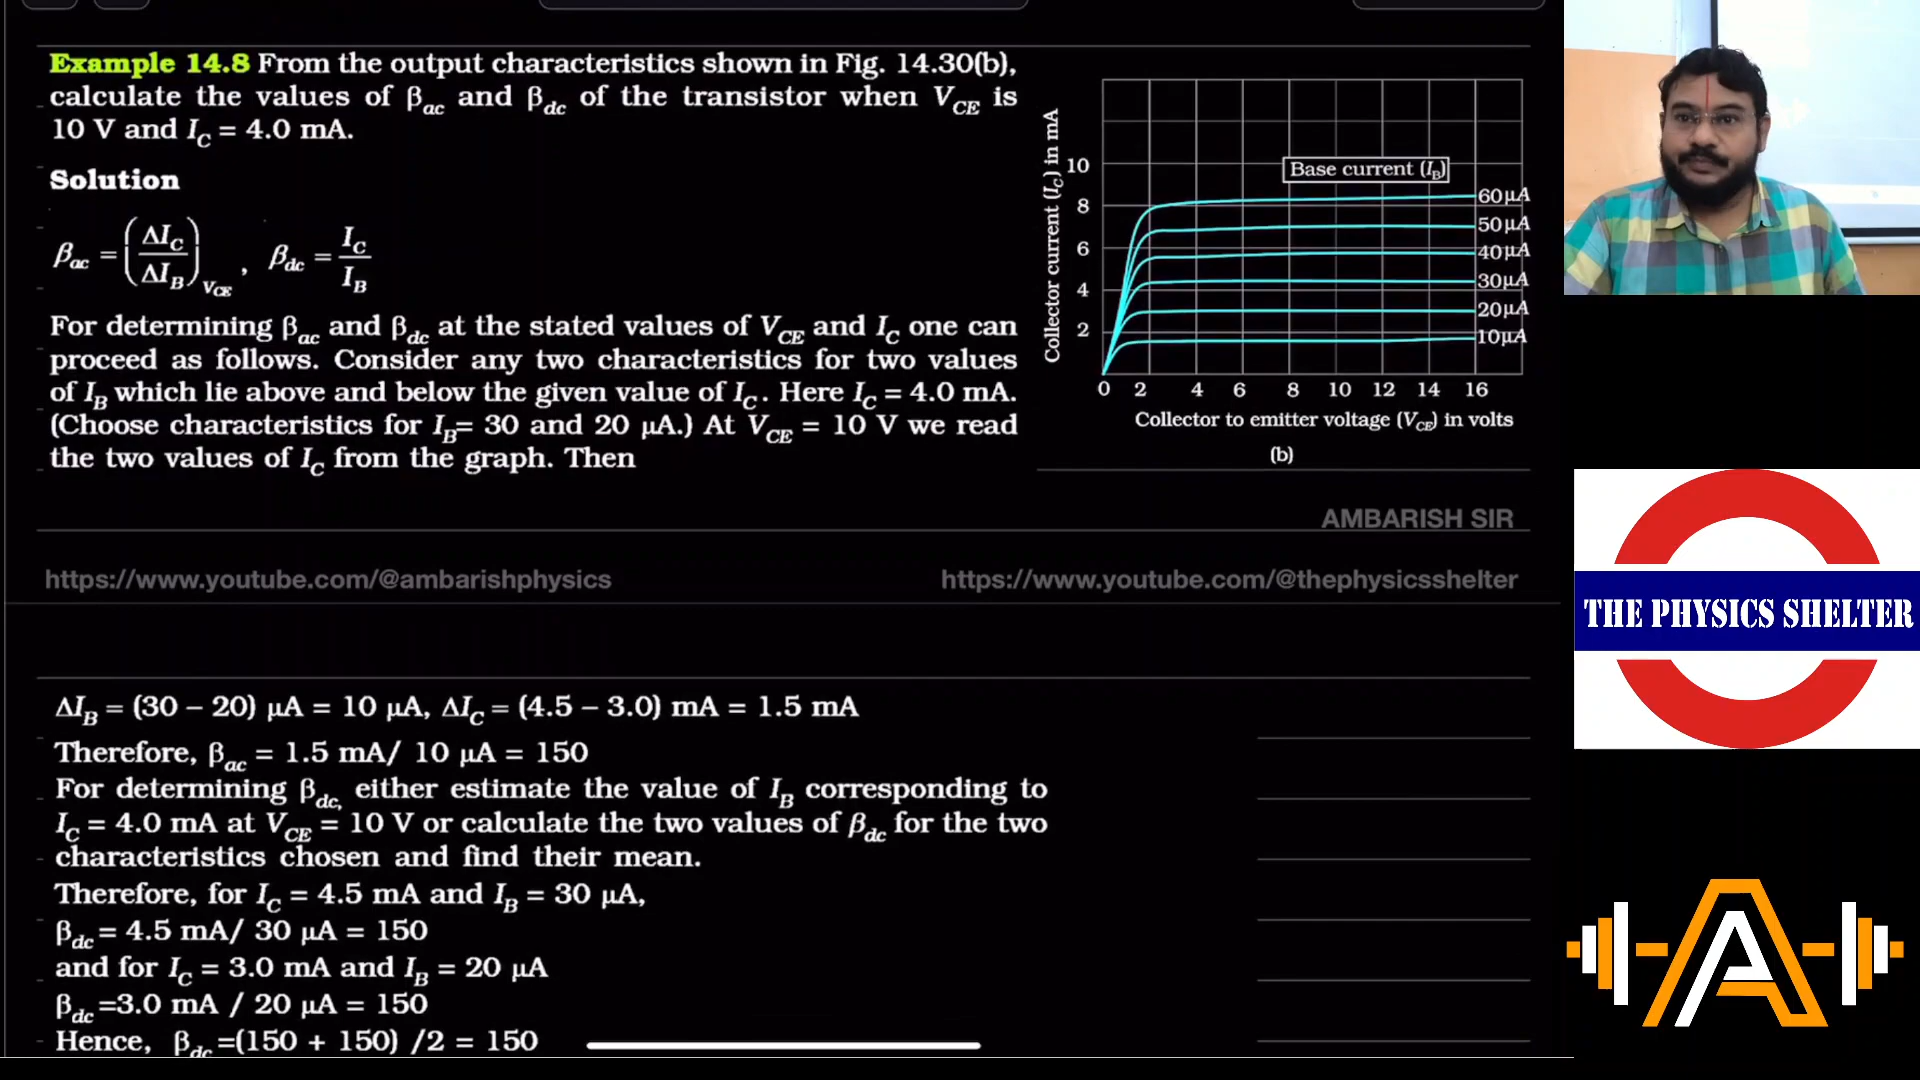 Example 14.8 From the output characteristics shown in Fig. 14.30(b),
calculate the values of βac and βdc of the transistor when VCE is
10 V and IC = 4.0 mA.
Solution
βac = (ΔIC/ΔIB)VCE , βdc = IC/IB
For determining βac and βdc at the stated values of VCE and IC one can
proceed as follows. Consider any two characteristics for two values
of IB which lie above and below the given value of IC. Here IC = 4.0 mA.
(Choose characteristics for IB= 30 and 20 μA.) At VCE = 10 V we read
the two values of IC from the graph. Then
Collector current (IC) in mA
10
8
6
4
2
Base current (IB)
60μA
50μA
40μA
30μA
20μA
10μA
0 2 4 6 8 10 12 14 16
Collector to emitter voltage (VCE) in volts
(b)
AMBARISH SIR
https://www.youtube.com/@ambarishphysics
https://www.youtube.com/@thephysicsshelter
ΔIB = (30 – 20) μA = 10 μA, ΔIC = (4.5 – 3.0) mA = 1.5 mA
Therefore, βac = 1.5 mA/ 10 μA = 150
For determining βdc, either estimate the value of IB corresponding to
IC = 4.0 mA at VCE = 10 V or calculate the two values of βdc for the two
characteristics chosen and find their mean.
Therefore, for IC = 4.5 mA and IB = 30 μA,
βdc = 4.5 mA/ 30 μA = 150
and for IC = 3.0 mA and IB = 20 μA
βdc =3.0 mA / 20 μA = 150
Hence, βdc =(150 + 150) /2 = 150
THE PHYSICS SHELTER